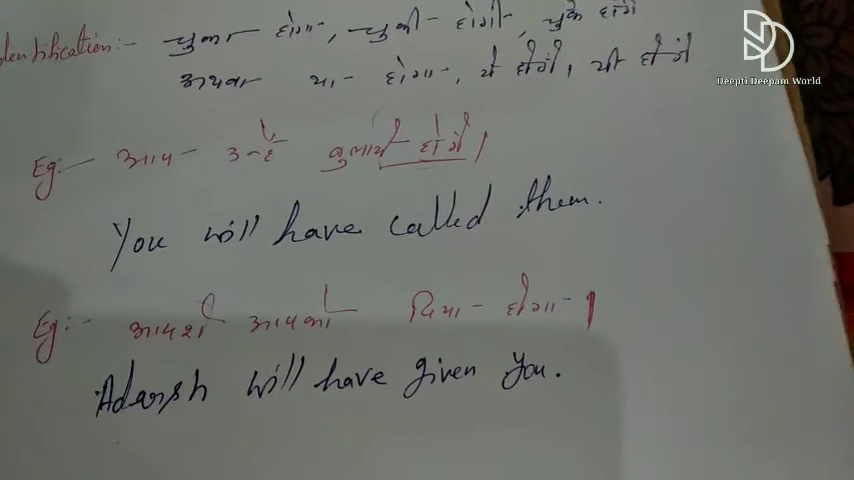 dentification:- चुका होगा, चुकी होगी, चुके होंगे
अथवा या होगा, ये होंगे, यी होंगी
Deepti Deepam World
Eg:- आप उन्हें बुलाये होंगे।
You will have called them.
Eg:- आदर्श आपको दिया होगा।
Adarsh will have given you.